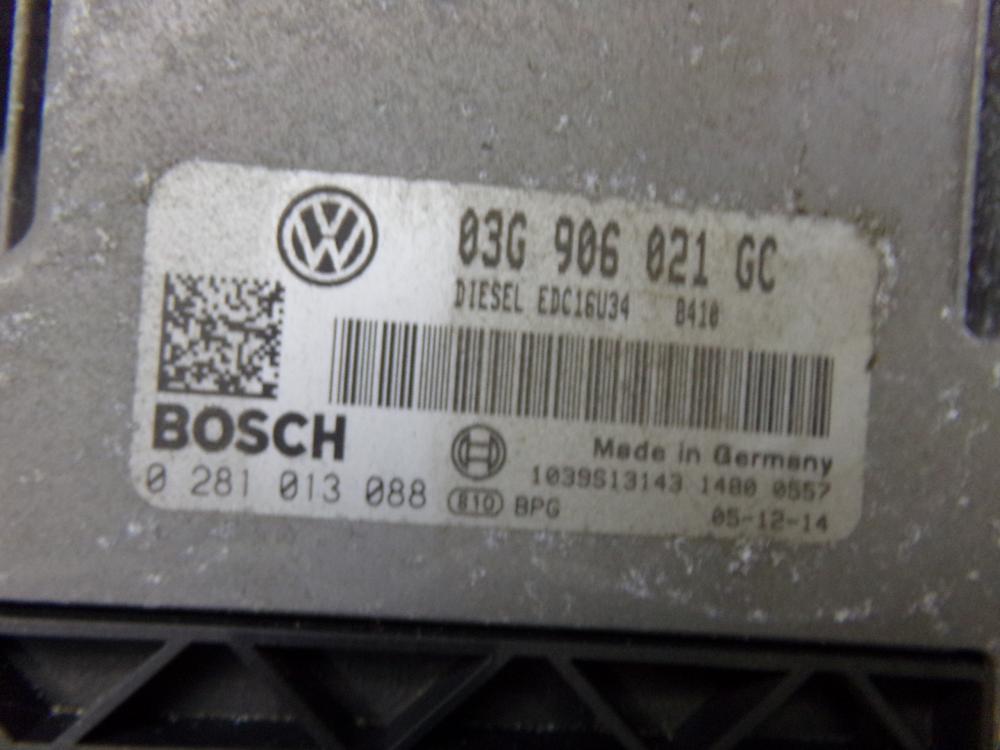 03G 906 021 GC
DIESEL EDC16U34 8410
BOSCH
Made in Germany
0 281 013 088
1039S13143 1480 0557
810 BPG
05-12-14